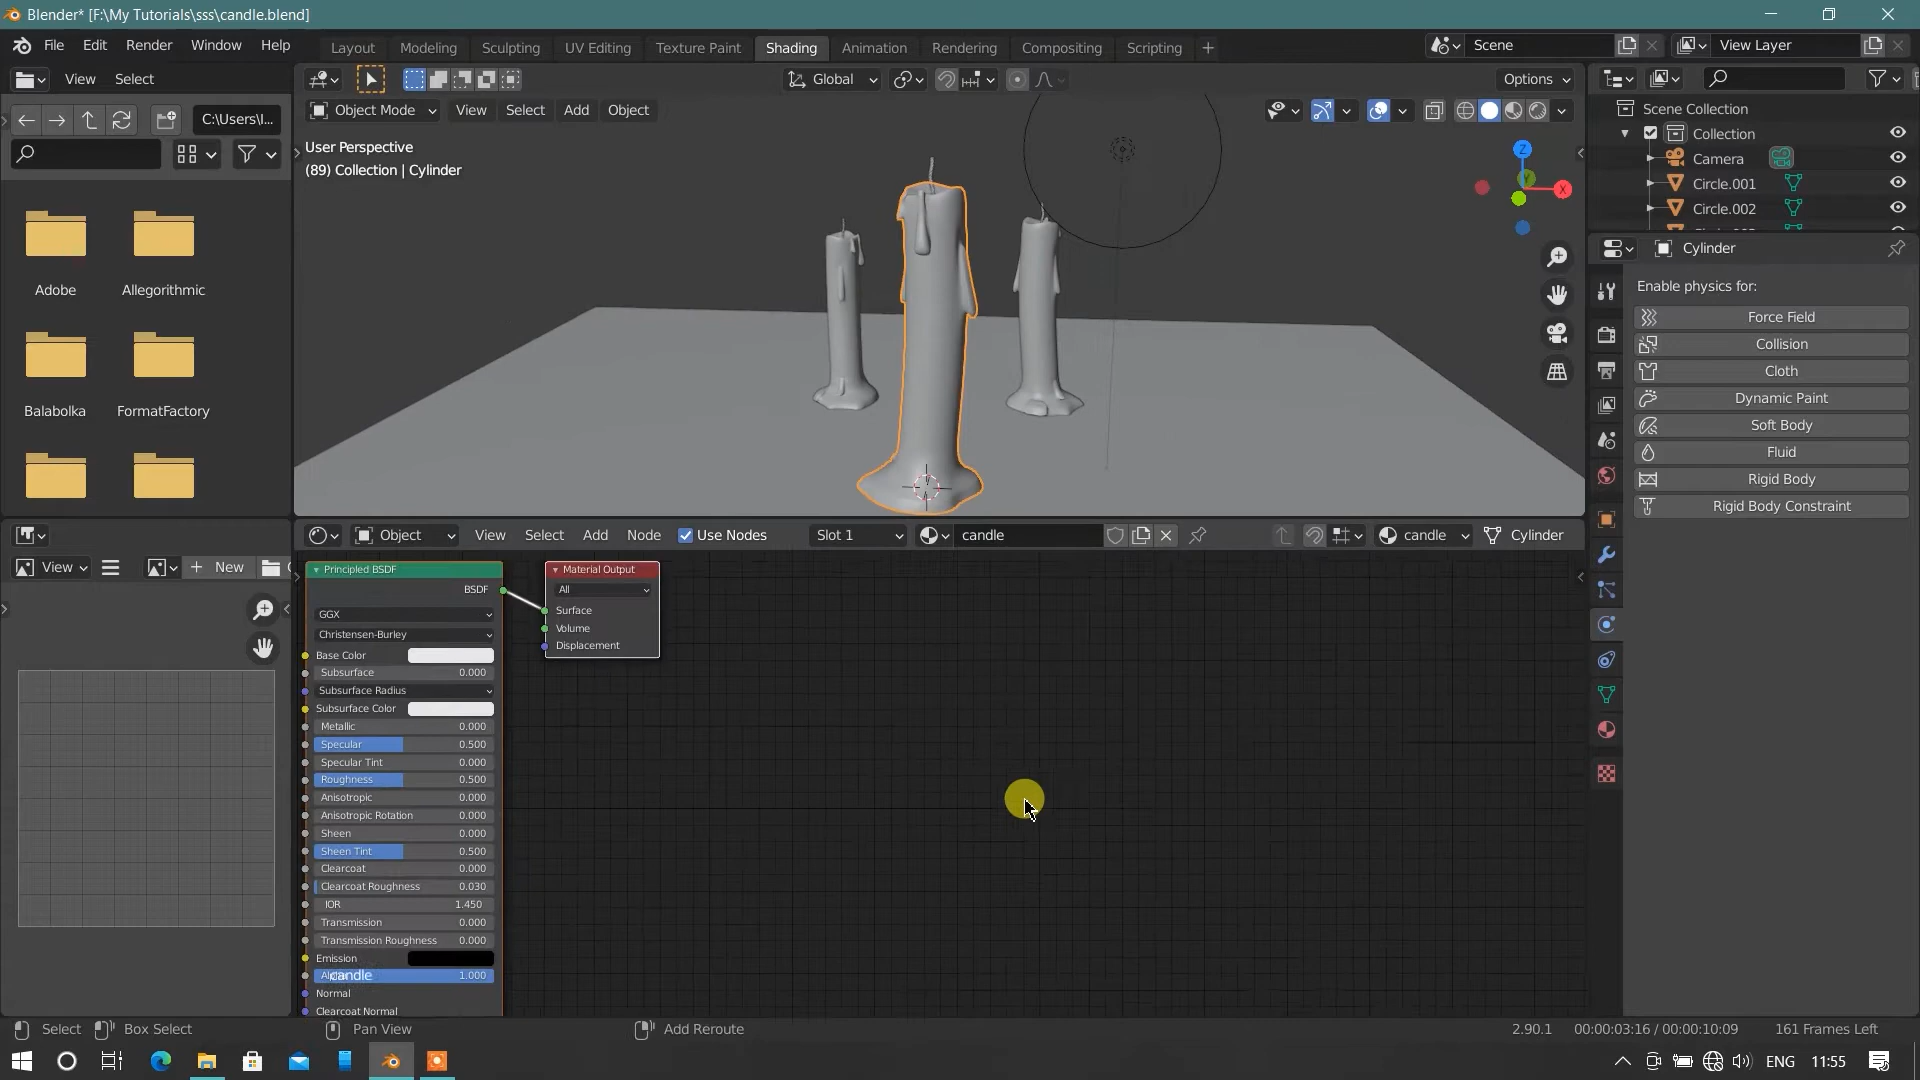 Blender* [F:\My Tutorials\sss\candle.blend]
File Edit Render Window Help
Layout Modeling Sculpting UV Editing Texture Paint Shading Animation Rendering Compositing Scripting
Scene
View Layer
View Select
Global
Options
C:\Users\I...
Object Mode View Select Add Object
User Perspective
(89) Collection | Cylinder
Z
X
Scene Collection
Collection
Camera
Circle.001
Circle.002
Cylinder
Enable physics for:
Force Field
Collision
Cloth
Dynamic Paint
Soft Body
Fluid
Rigid Body
Rigid Body Constraint
Adobe
Allegorithmic
Balabolka
FormatFactory
View
New
Object View Select Add Node Use Nodes Slot 1 candle candle Cylinder
Principled BSDF
BSDF
GGX
Christensen-Burley
Base Color
Subsurface 0.000
Subsurface Radius
Subsurface Color
Metallic 0.000
Specular 0.500
Specular Tint 0.000
Roughness 0.500
Anisotropic 0.000
Anisotropic Rotation 0.000
Sheen 0.000
Sheen Tint 0.500
Clearcoat 0.000
Clearcoat Roughness 0.030
IOR 1.450
Transmission 0.000
Transmission Roughness 0.000
Emission
candle 1.000
Normal
Clearcoat Normal
Material Output
All
Surface
Volume
Displacement
Select Box Select Pan View Add Reroute
2.90.1 00:00:03:16 / 00:00:10:09 161 Frames Left
ENG 11:55